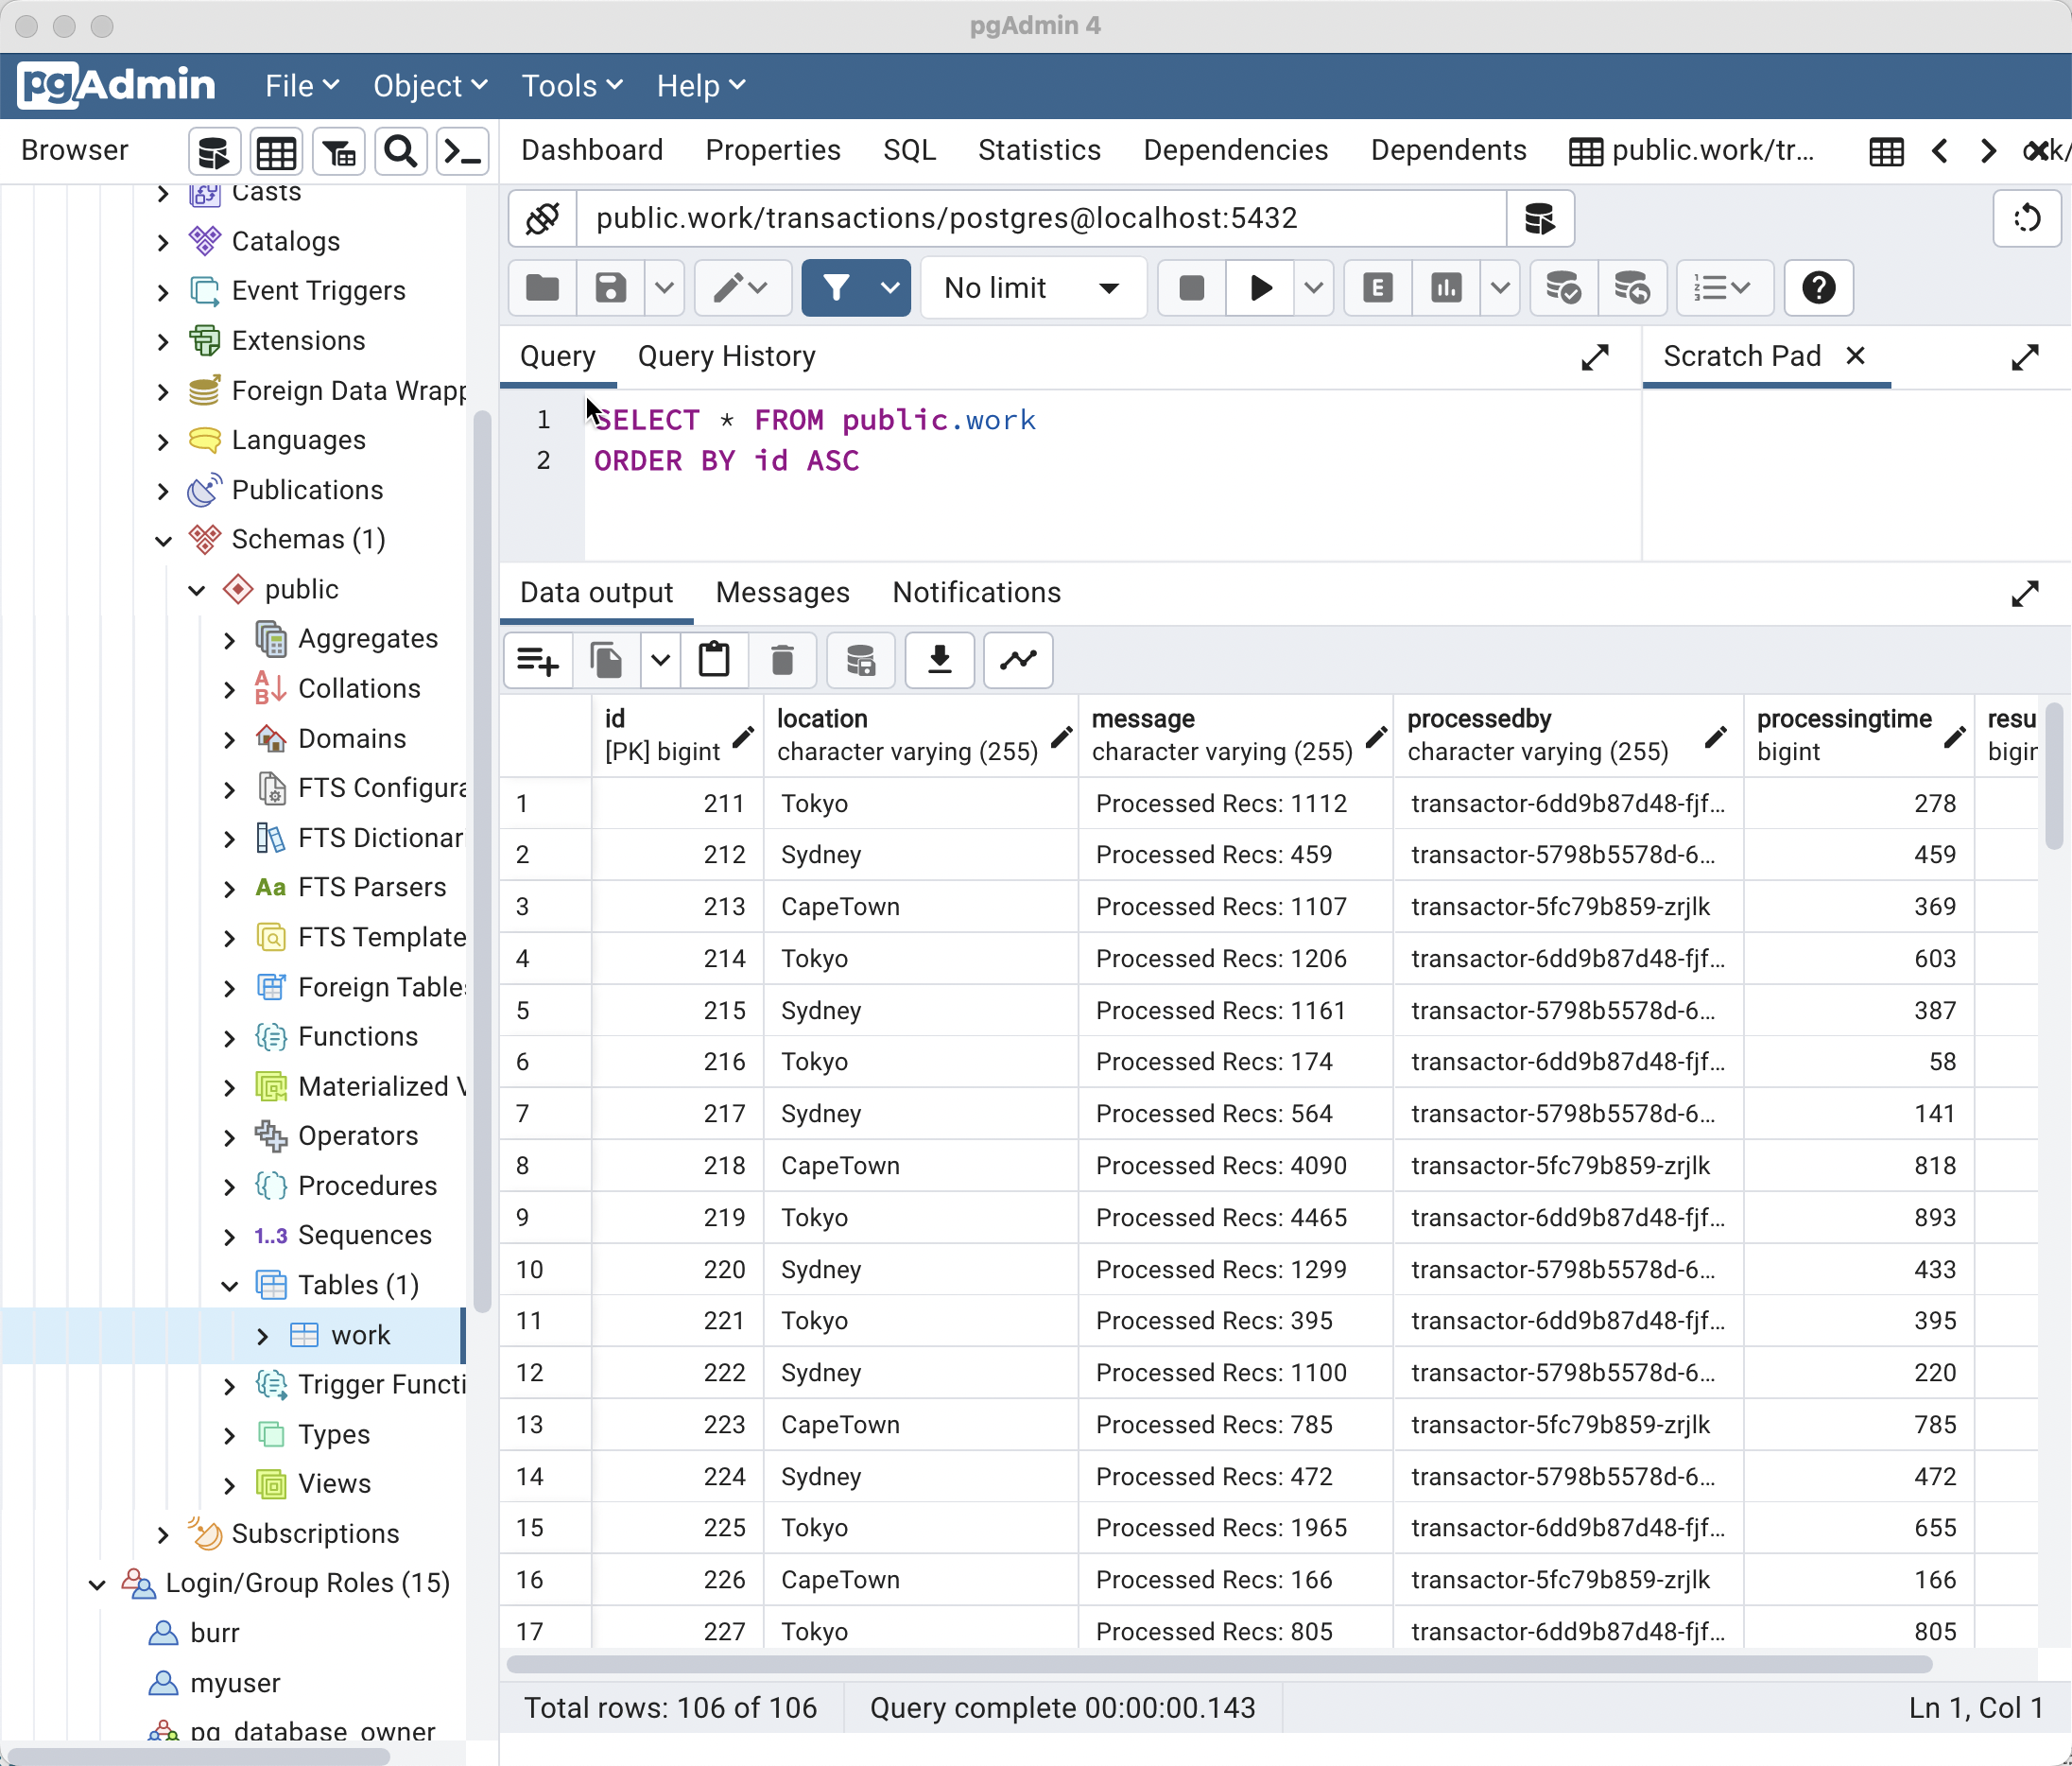 pgAdmin 4
pgAdmin File Object Tools Help
Browser
Dashboard Properties SQL Statistics Dependencies Dependents public.work/tr...
public.work/transactions/postgres@localhost:5432
No limit
Query Query History
Scratch Pad
1 SELECT * FROM public.work
2 ORDER BY id ASC
Casts
Catalogs
Event Triggers
Extensions
Foreign Data Wrapp
Languages
Publications
Schemas (1)
public
Aggregates
Collations
Domains
FTS Configura
FTS Dictionar
Aa FTS Parsers
FTS Template
Foreign Table
Functions
Materialized V
Operators
Procedures
1..3 Sequences
Tables (1)
work
Trigger Functi
Types
Views
Subscriptions
Login/Group Roles (15)
burr
myuser
pg_database_owner
Data output Messages Notifications
id location message processedby processingtime resu
[PK] bigint character varying (255) character varying (255) character varying (255) bigint bigin
1 211 Tokyo Processed Recs: 1112 transactor-6dd9b87d48-fjf... 278
2 212 Sydney Processed Recs: 459 transactor-5798b5578d-6... 459
3 213 CapeTown Processed Recs: 1107 transactor-5fc79b859-zrjlk 369
4 214 Tokyo Processed Recs: 1206 transactor-6dd9b87d48-fjf... 603
5 215 Sydney Processed Recs: 1161 transactor-5798b5578d-6... 387
6 216 Tokyo Processed Recs: 174 transactor-6dd9b87d48-fjf... 58
7 217 Sydney Processed Recs: 564 transactor-5798b5578d-6... 141
8 218 CapeTown Processed Recs: 4090 transactor-5fc79b859-zrjlk 818
9 219 Tokyo Processed Recs: 4465 transactor-6dd9b87d48-fjf... 893
10 220 Sydney Processed Recs: 1299 transactor-5798b5578d-6... 433
11 221 Tokyo Processed Recs: 395 transactor-6dd9b87d48-fjf... 395
12 222 Sydney Processed Recs: 1100 transactor-5798b5578d-6... 220
13 223 CapeTown Processed Recs: 785 transactor-5fc79b859-zrjlk 785
14 224 Sydney Processed Recs: 472 transactor-5798b5578d-6... 472
15 225 Tokyo Processed Recs: 1965 transactor-6dd9b87d48-fjf... 655
16 226 CapeTown Processed Recs: 166 transactor-5fc79b859-zrjlk 166
17 227 Tokyo Processed Recs: 805 transactor-6dd9b87d48-fjf... 805
Total rows: 106 of 106 Query complete 00:00:00.143 Ln 1, Col 1